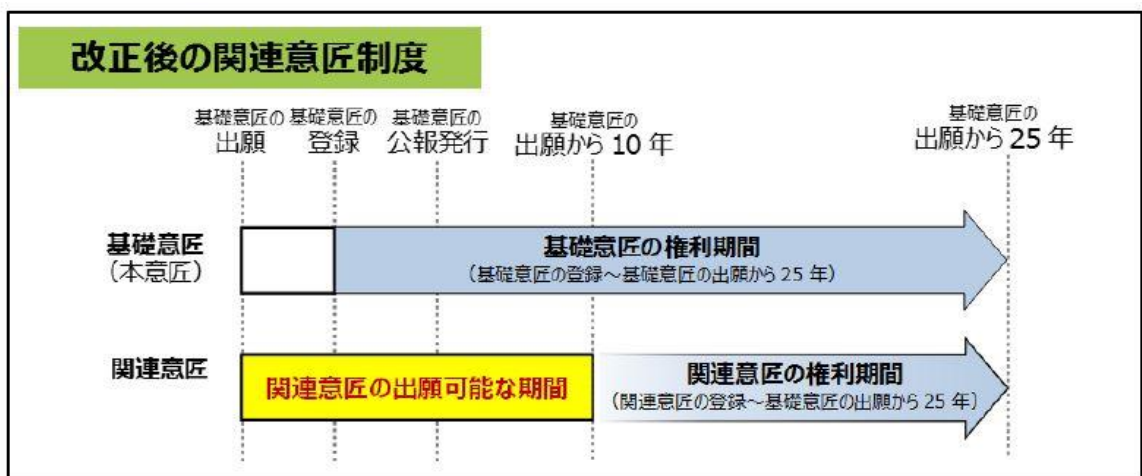 改正後の関連意匠制度
基礎意匠の 基礎意匠の 基礎意匠の 基礎意匠の 基礎意匠の
出願 登録 公報発行 出願から 10 年 出願から 25 年
基礎意匠
（本意匠）
基礎意匠の権利期間
（基礎意匠の登録～基礎意匠の出願から 25 年）
関連意匠
関連意匠の出願可能な期間
関連意匠の権利期間
（関連意匠の登録～基礎意匠の出願から 25 年）